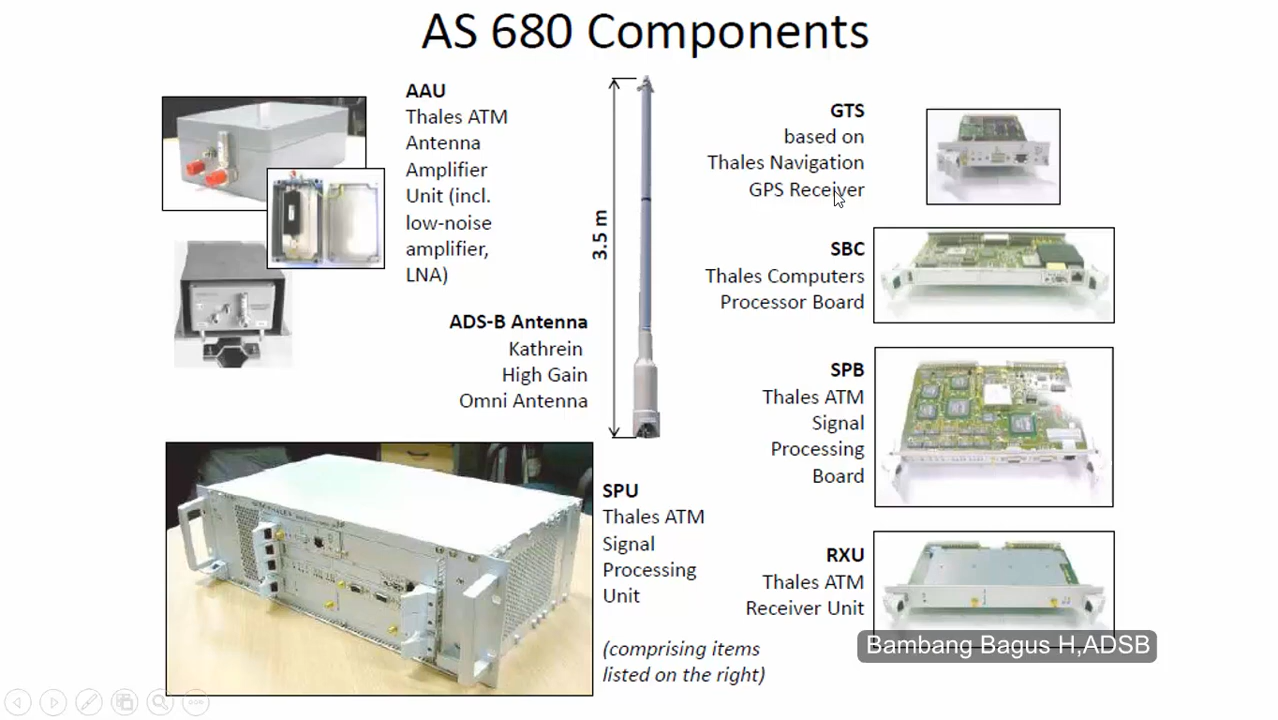 AS 680 Components
AAU
Thales ATM
Antenna
Amplifier
Unit (incl.
low-noise
amplifier,
LNA)
ADS-B Antenna
Kathrein
High Gain
Omni Antenna
3.5 m
GTS
based on
Thales Navigation
GPS Receiver
SBC
Thales Computers
Processor Board
SPB
Thales ATM
Signal
Processing
Board
SPU
Thales ATM
Signal
Processing
Unit
(comprising items
listed on the right)
RXU
Thales ATM
Receiver Unit
Bambang Bagus H,ADSB